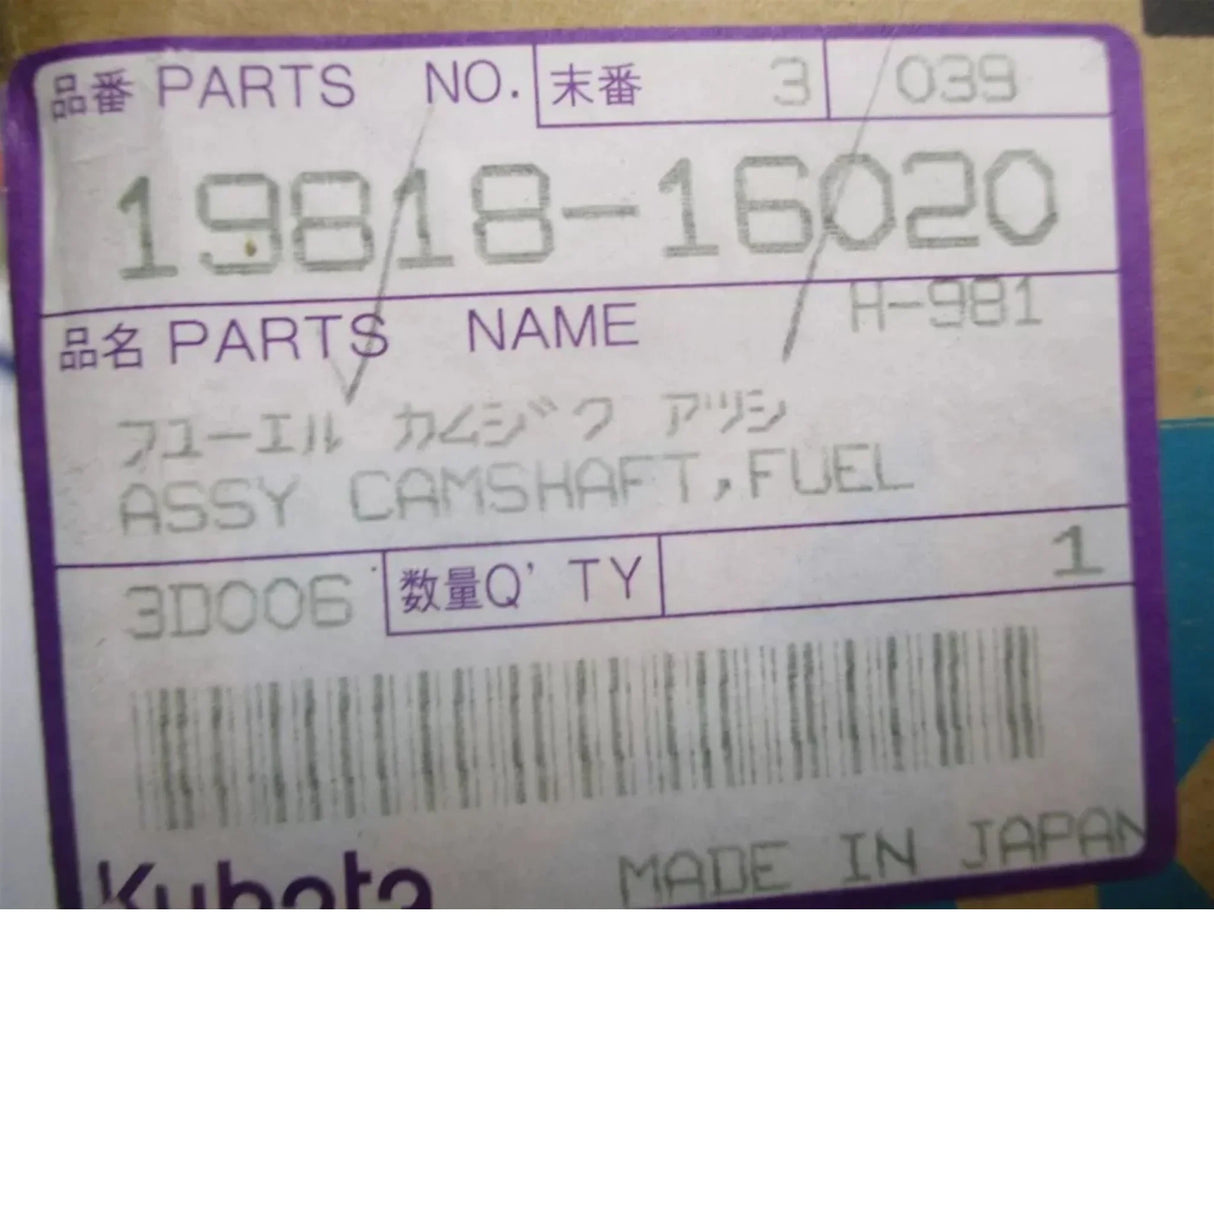 品番 PARTS NO. 末番 3 039
19818-16020
品名 PARTS NAME H-981
フユーエル カムジク アツシ
ASSY CAMSHAFT,FUEL
3D006 数量Q'TY 1
Kubota
MADE IN JAPAN